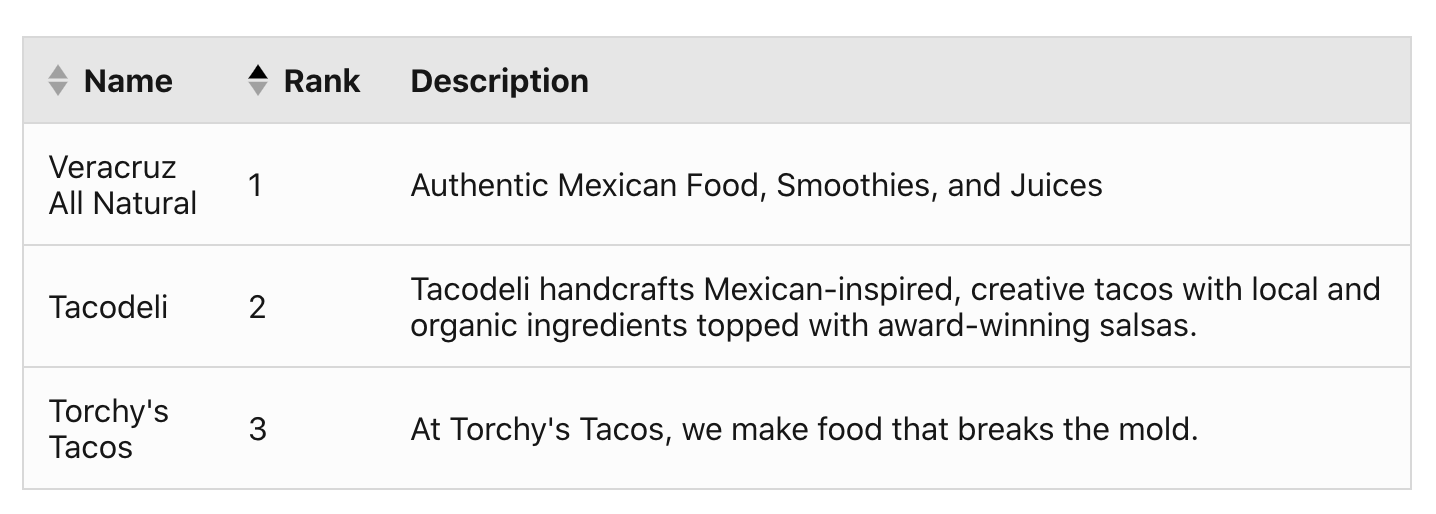 Name Rank Description
Veracruz
All Natural
1
Authentic Mexican Food, Smoothies, and Juices
Tacodeli
2
Tacodeli handcrafts Mexican-inspired, creative tacos with local and
organic ingredients topped with award-winning salsas.
Torchy's
Tacos
3
At Torchy's Tacos, we make food that breaks the mold.